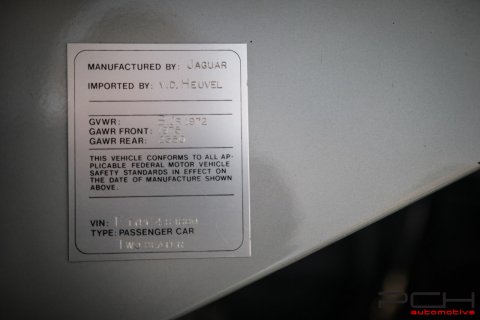 MANUFACTURED BY: JAGUAR
IMPORTED BY: V.D. HEUVEL
GVWR: 1972
GAWR FRONT:
GAWR REAR:
THIS VEHICLE CONFORMS TO ALL AP-
PLICABLE FEDERAL MOTOR VEHICLE
SAFETY STANDARDS IN EFFECT ON
THE DATE OF MANUFACTURE SHOWN
ABOVE.
VIN:
TYPE: PASSENGER CAR
PCH
automotive